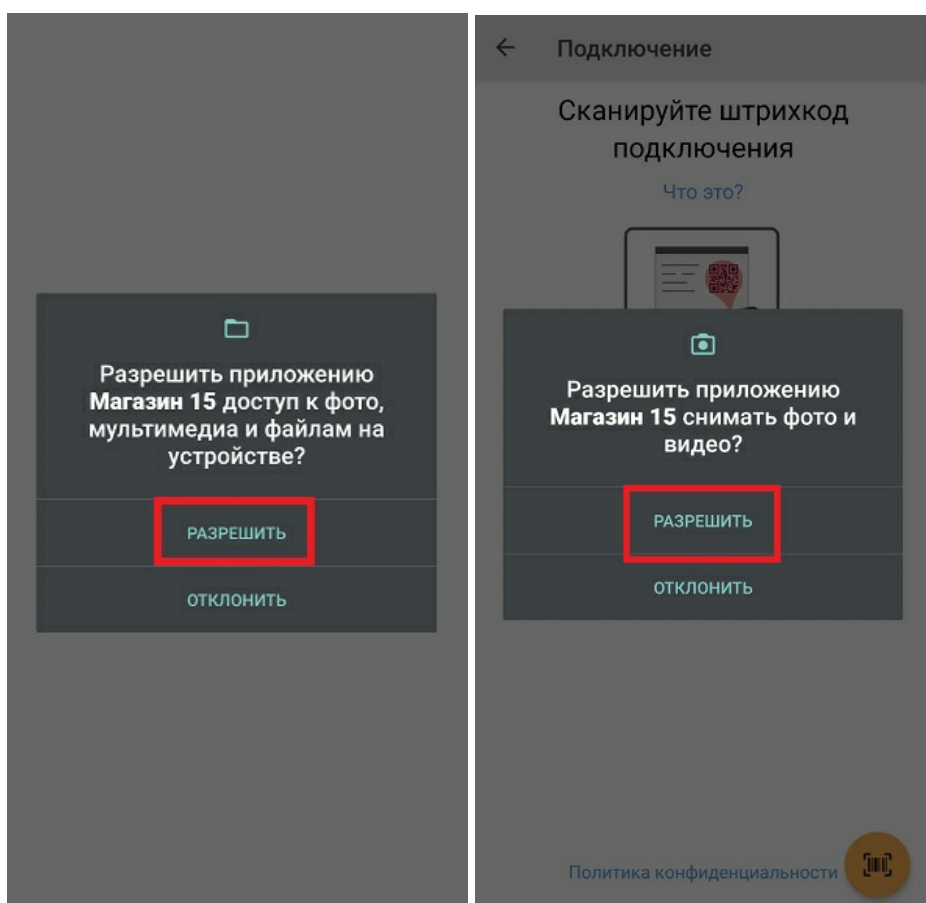 Разрешить приложению
Магазин 15 доступ к фото,
мультимедиа и файлам на
устройстве?
РАЗРЕШИТЬ
ОТКЛОНИТЬ
Подключение
Сканируйте штрихкод
подключения
Что это?
Разрешить приложению
Магазин 15 снимать фото и
видео?
РАЗРЕШИТЬ
ОТКЛОНИТЬ
Политика конфиденциальности